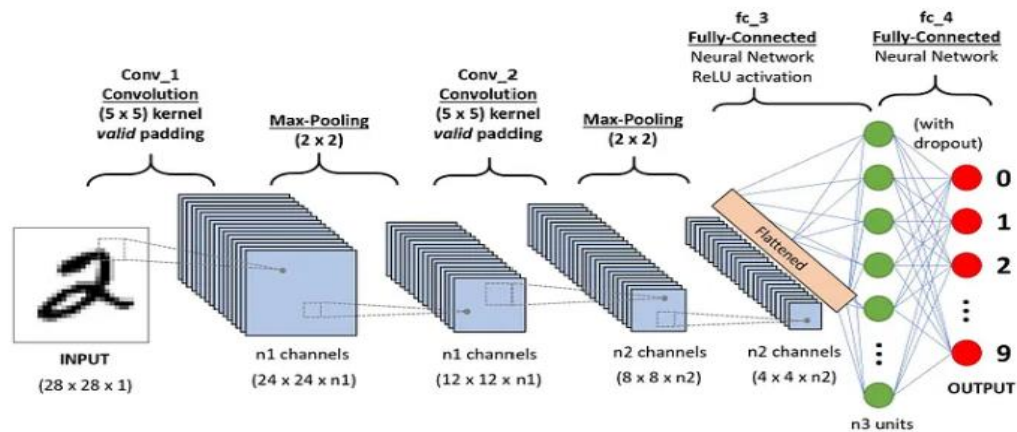 Conv_1
Convolution
(5 x 5) kernel
valid padding
Max-Pooling
(2 x 2)
Conv_2
Convolution
(5 x 5) kernel
valid padding
Max-Pooling
(2 x 2)
fc_3
Fully-Connected
Neural Network
ReLU activation
fc_4
Fully-Connected
Neural Network
(with
dropout)
2
Flattened
0
1
2
9
OUTPUT
INPUT
(28 x 28 x 1)
n1 channels
(24 x 24 x n1)
n1 channels
(12 x 12 x n1)
n2 channels
(8 x 8 x n2)
n2 channels
(4 x 4 x n2)
n3 units